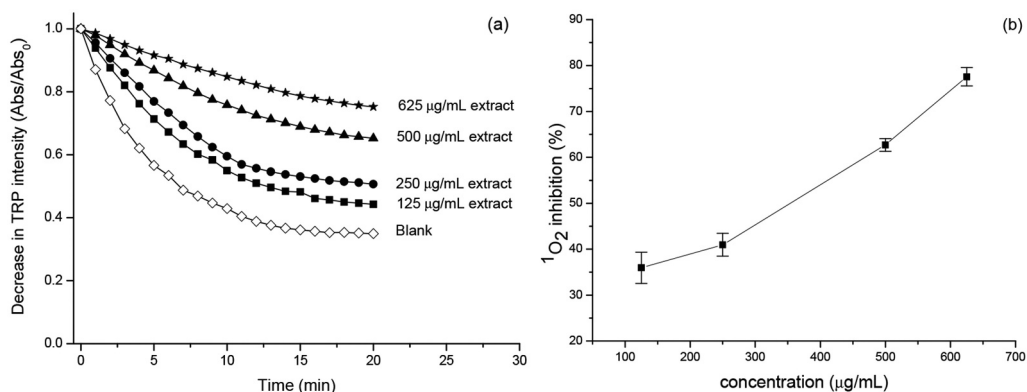 (a)
Decrease in TRP intensity (Abs/Abs₀)
1.0
0.8
0.6
0.4
0.2
0.0
625 µg/mL extract
500 µg/mL extract
250 µg/mL extract
125 µg/mL extract
Blank
0 5 10 15 20 25 30
Time (min)
(b)
¹O₂ inhibition (%)
90
80
70
60
50
40
30
20
100 200 300 400 500 600 700
concentration (µg/mL)